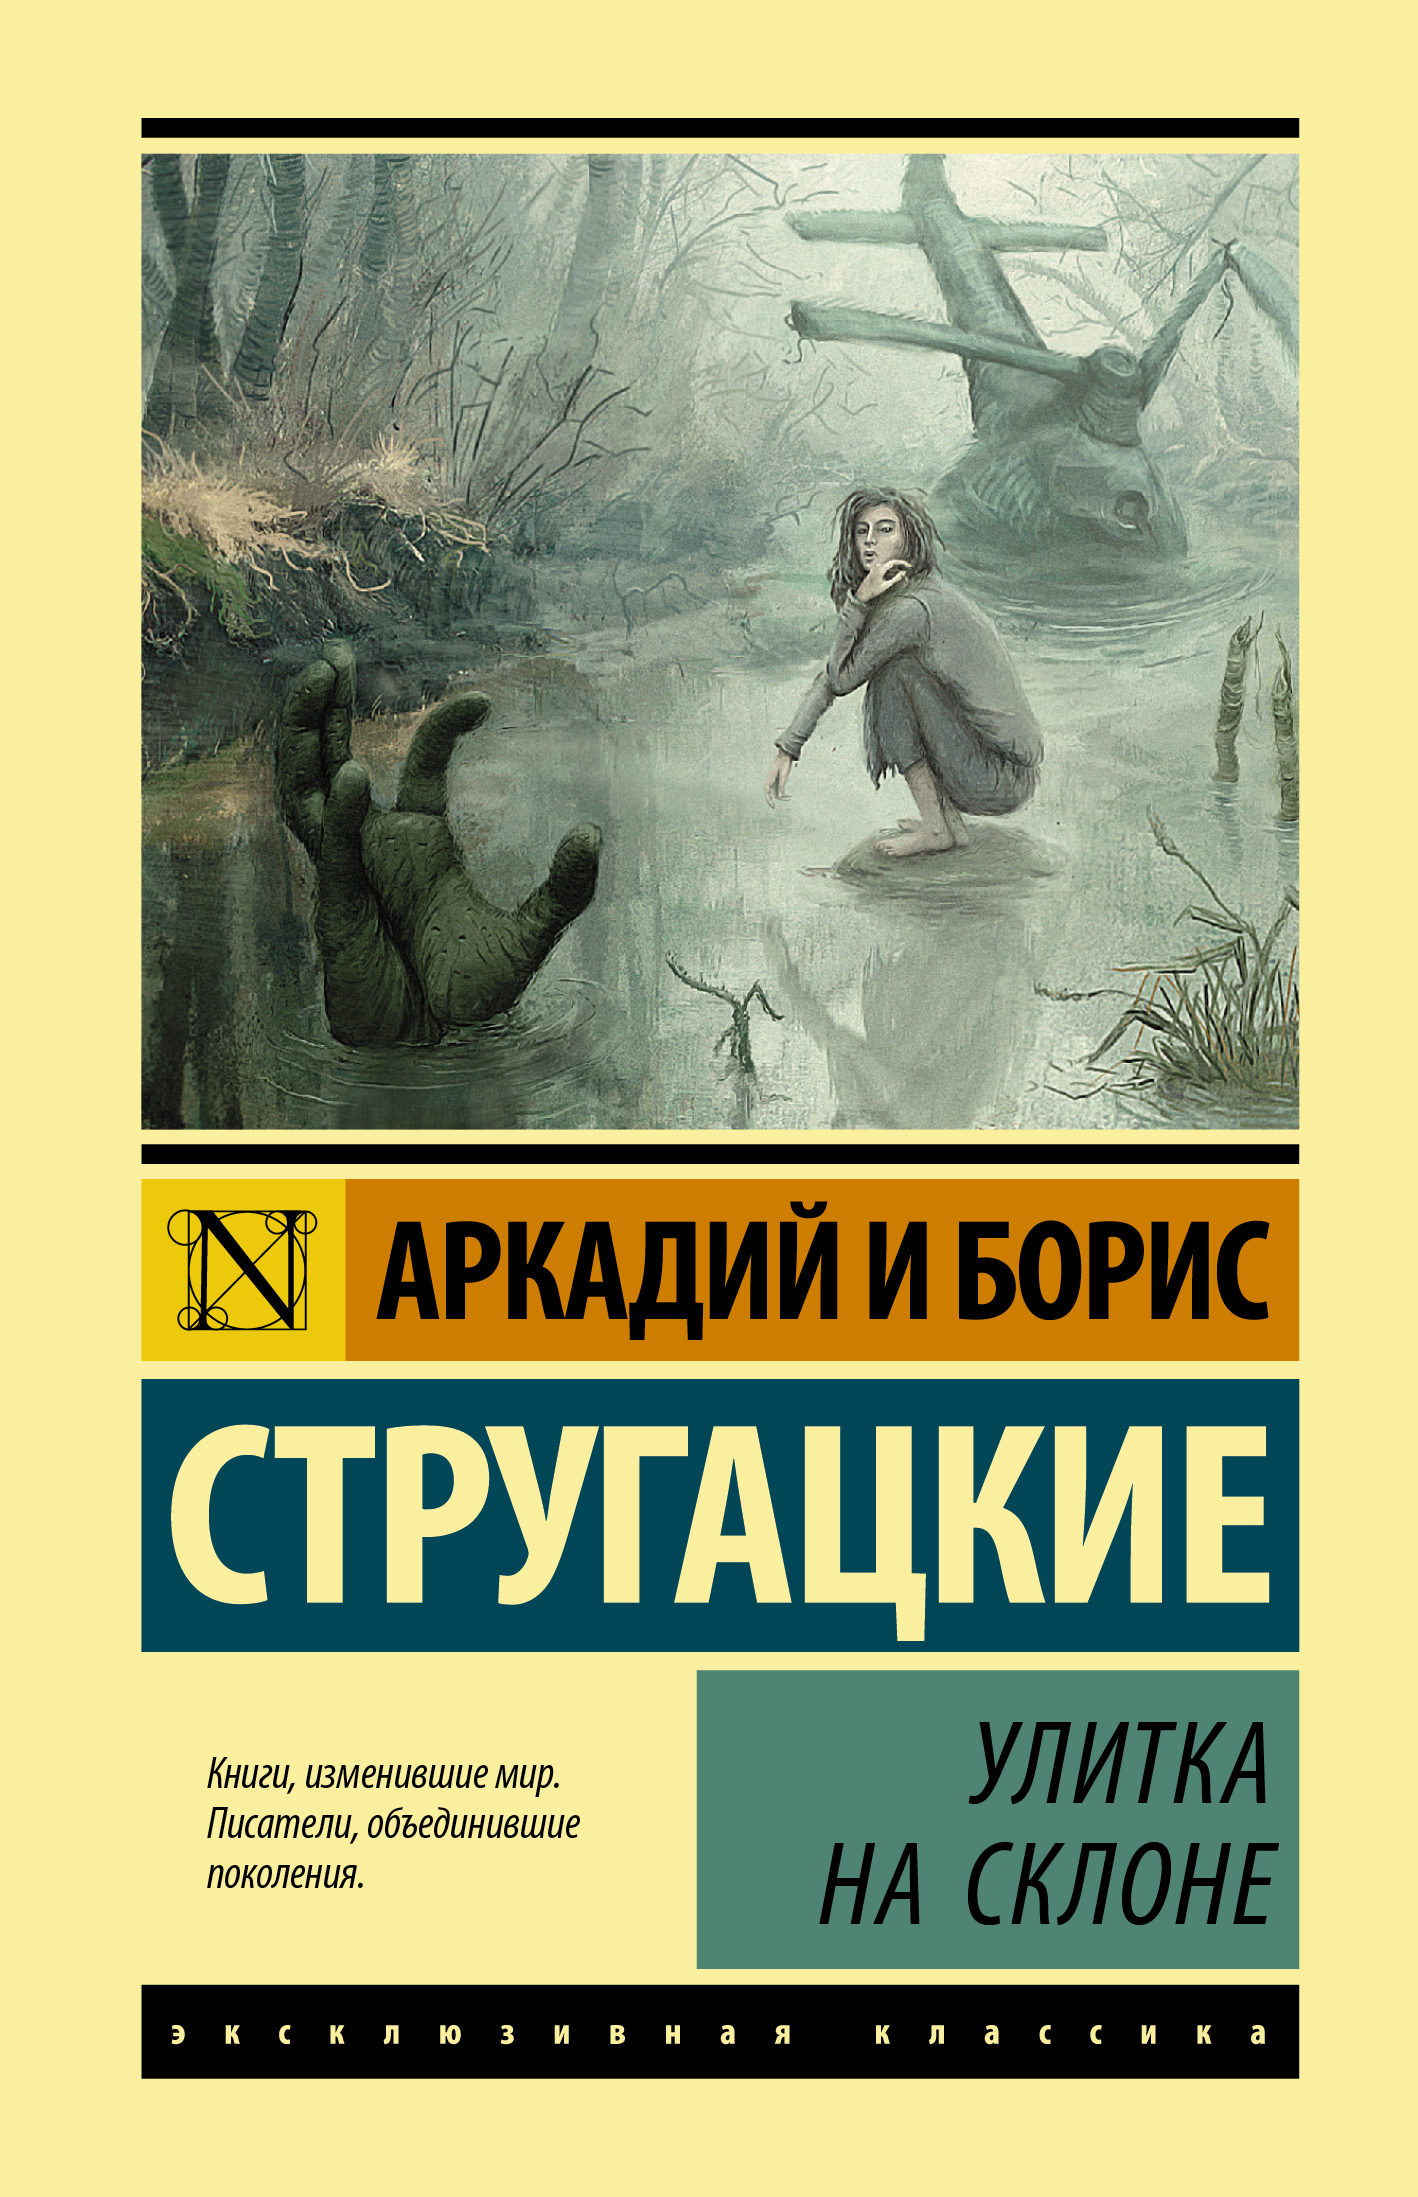 N
АРКАДИЙ И БОРИС
СТРУГАЦКИЕ
Книги, изменившие мир.
Писатели, объединившие
поколения.
УЛИТКА
НА СКЛОНЕ
эксклюзивная классика